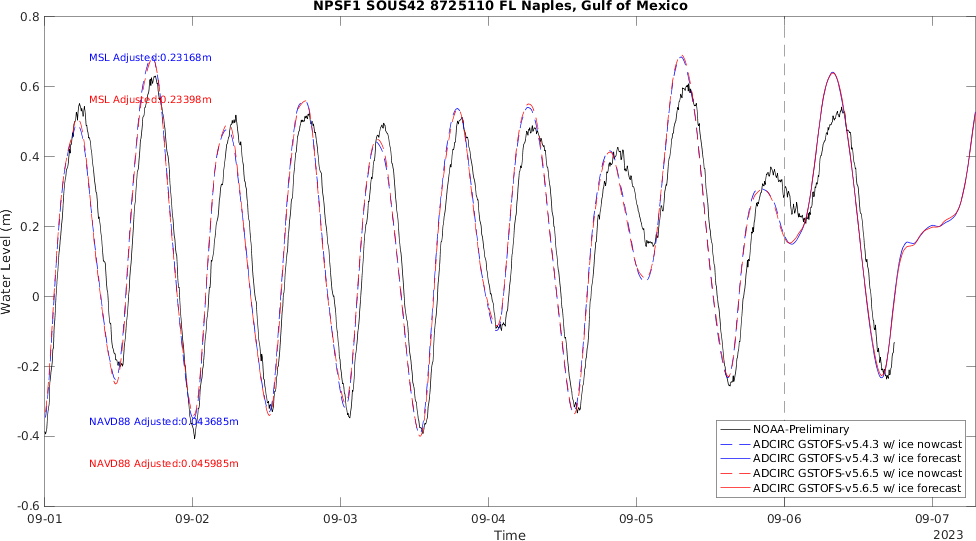 NPSF1 SOUS42 8725110 FL Naples, Gulf of Mexico
0.8
0.6
0.4
0.2
0
-0.2
-0.4
-0.6
Water Level (m)
MSL Adjusted:0.23168m
MSL Adjusted:0.23398m
NAVD88 Adjusted:0.043685m
NAVD88 Adjusted:0.045985m
NOAA-Preliminary
ADCIRC GSTOFS-v5.4.3 w/ ice nowcast
ADCIRC GSTOFS-v5.4.3 w/ ice forecast
ADCIRC GSTOFS-v5.6.5 w/ ice nowcast
ADCIRC GSTOFS-v5.6.5 w/ ice forecast
09-01 09-02 09-03 09-04 09-05 09-06 09-07
Time
2023